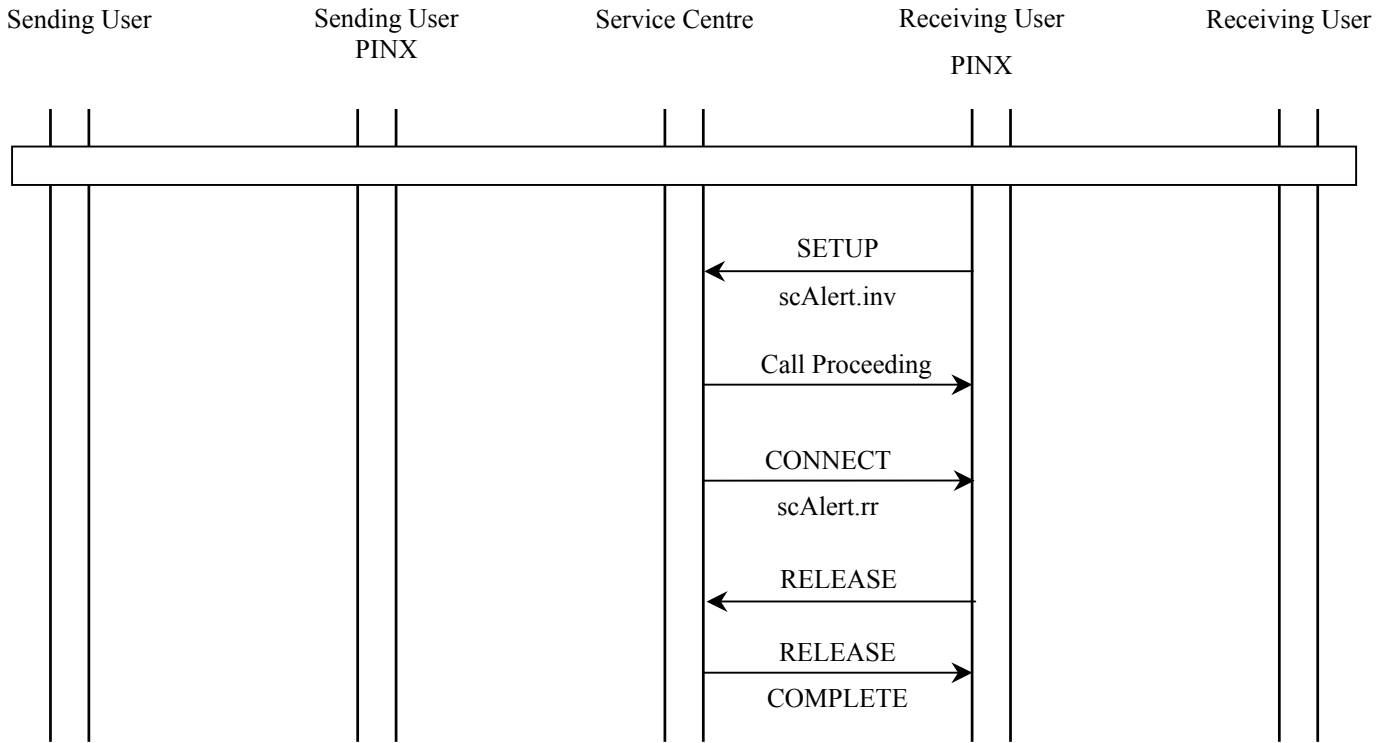 Sending User
Sending User
PINX
Service Centre
Receiving User
PINX
Receiving User
SETUP
scAlert.inv
Call Proceeding
CONNECT
scAlert.rr
RELEASE
RELEASE
COMPLETE